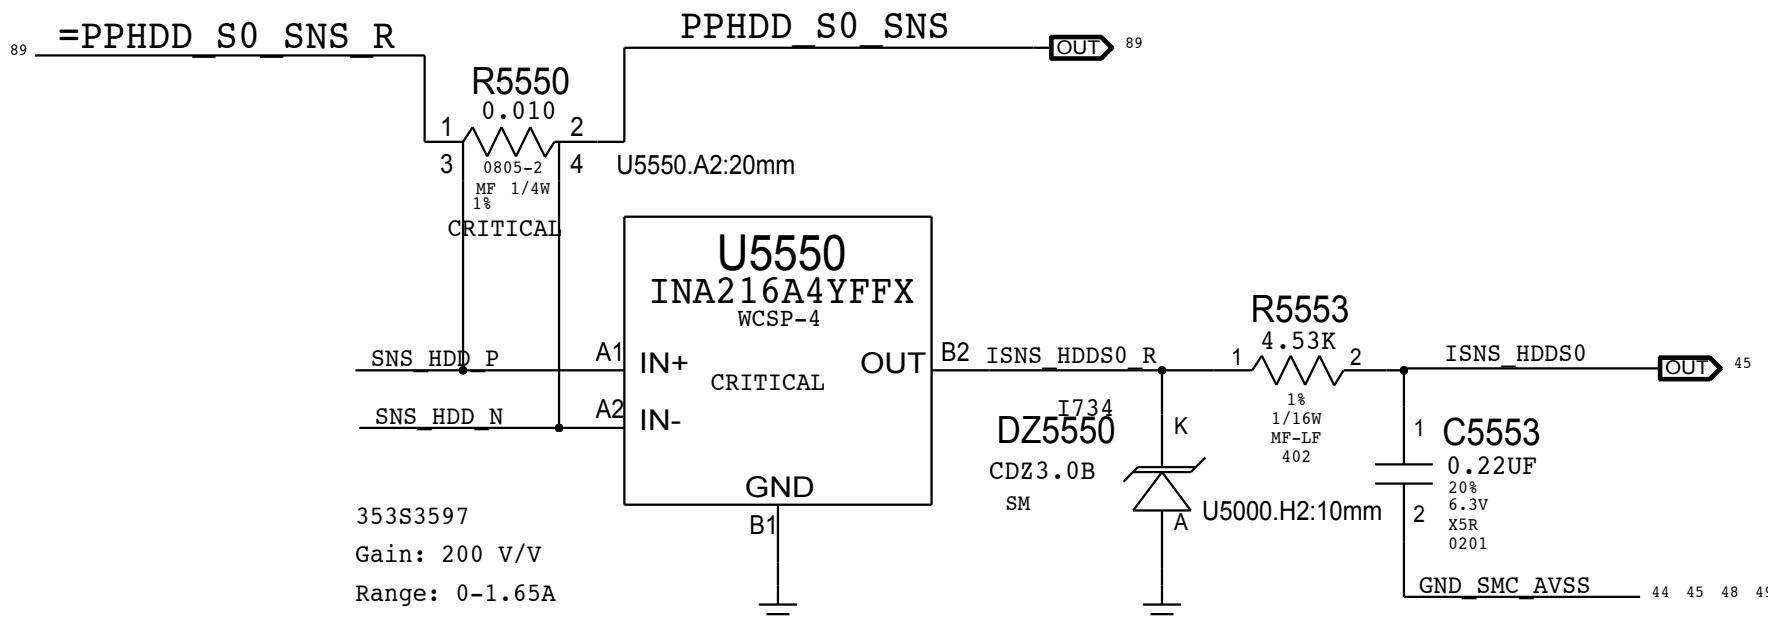 89 =PPHDD_S0_SNS_R
PPHDD_S0_SNS OUT 89
R5550
0.010
1 2
3 4
0805-2
MF 1/4W
1%
CRITICAL
U5550.A2:20mm
U5550
INA216A4YFFX
WCSP-4
CRITICAL
SNS_HDD_P A1 IN+
SNS_HDD_N A2 IN-
OUT B2 ISNS_HDDS0_R
GND
B1
353S3597
Gain: 200 V/V
Range: 0-1.65A
I734
DZ5550
CDZ3.0B
SM
K
A
U5000.H2:10mm
R5553
4.53K
1 2
1%
1/16W
MF-LF
402
ISNS_HDDS0 OUT 45
1
2
C5553
0.22UF
20%
6.3V
X5R
0201
GND_SMC_AVSS 44 45 48 49